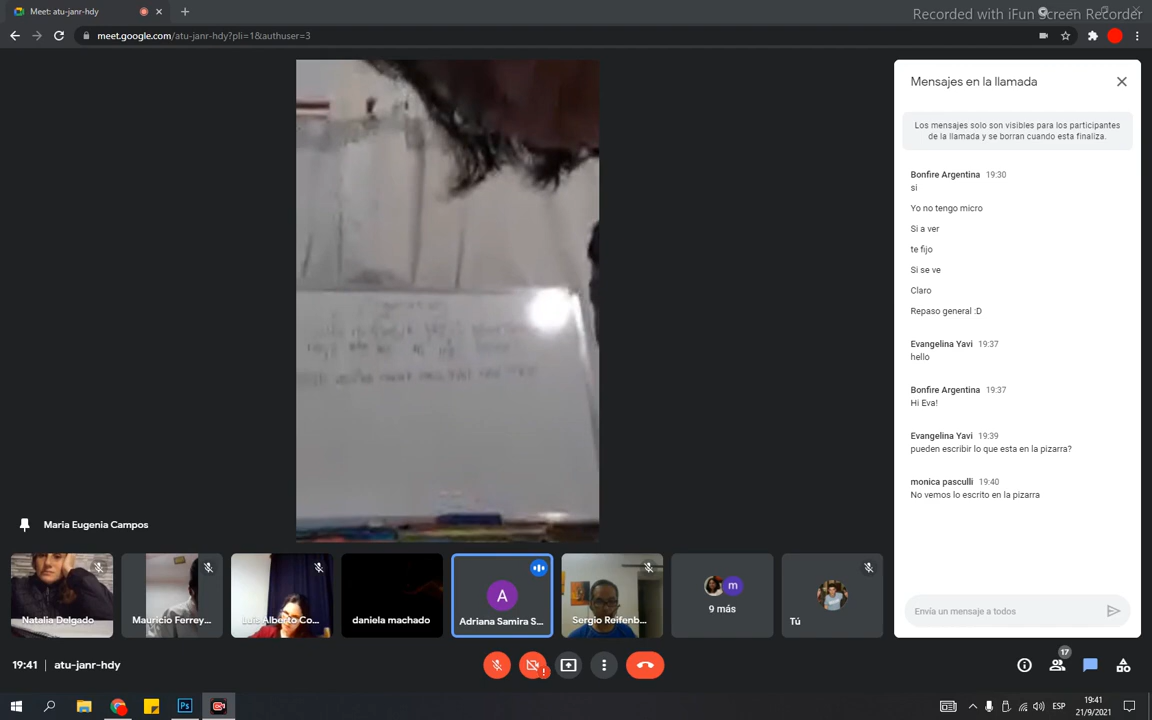 Meet: atu-janr-hdy
Recorded with iFun Screen Recorder
meet.google.com/atu-janr-hdy?pli=1&authuser=3
Mensajes en la llamada
Los mensajes solo son visibles para los participantes
de la llamada y se borran cuando esta finaliza.
Bonfire Argentina 19:30
si
Yo no tengo micro
Si a ver
te fijo
Si se ve
Claro
Repaso general :D
Evangelina Yavi 19:37
hello
Bonfire Argentina 19:37
Hi Eva!
Evangelina Yavi 19:39
pueden escribir lo que esta en la pizarra?
monica pasculli 19:40
No vemos lo escrito en la pizarra
Maria Eugenia Campos
Natalia Delgado
Mauricio Ferrey...
Luis Alberto Co...
daniela machado
A
Adriana Samira S...
Sergio Reifenb...
m
9 más
Tú
Envía un mensaje a todos
19:41 | atu-janr-hdy
17
Ps
ESP
19:41
21/9/2021